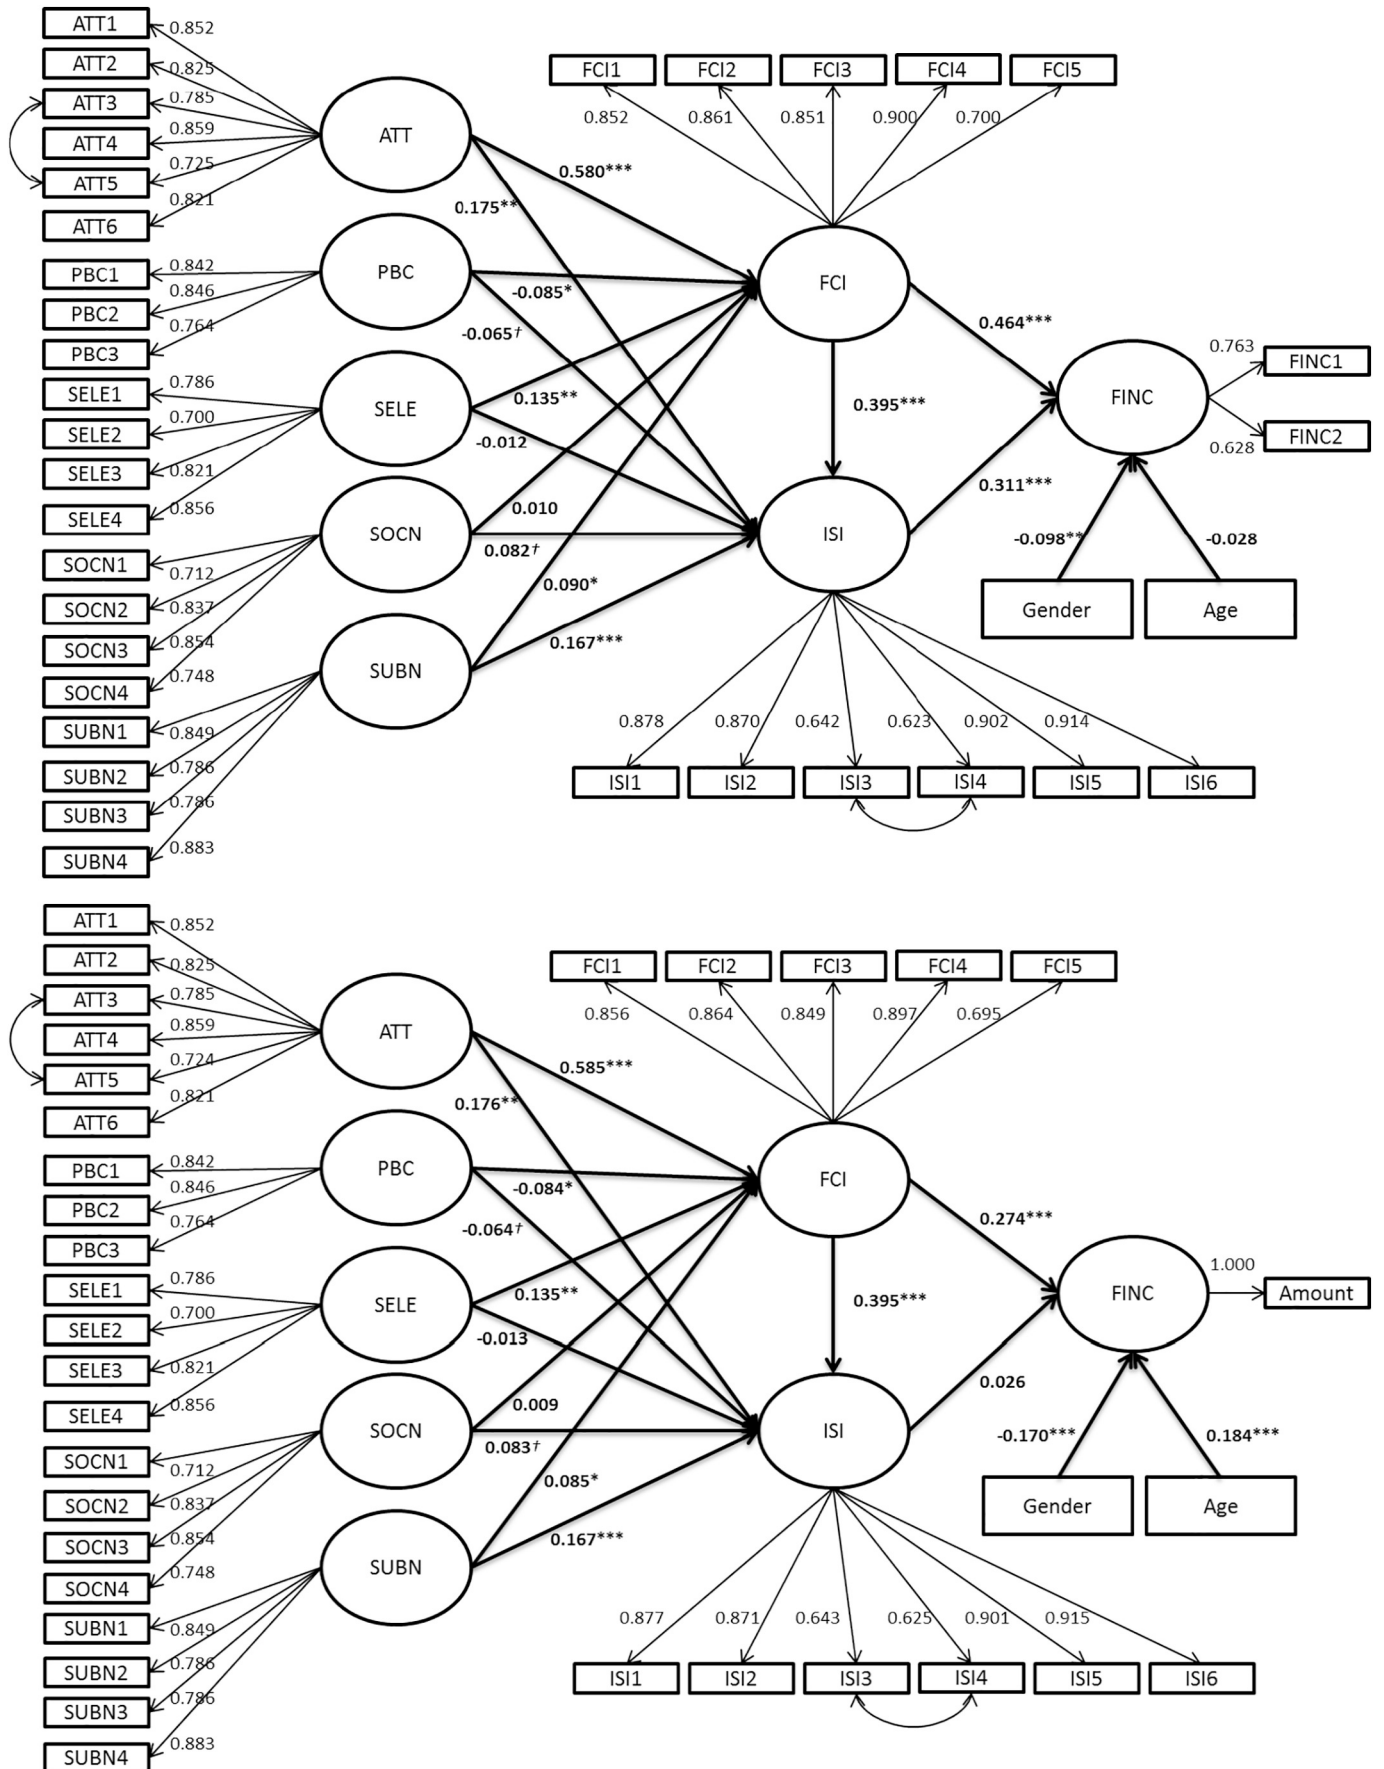 ATT1
0.852
ATT2
0.825
ATT3
0.785
ATT4
0.859
ATT5
0.725
ATT6
0.821
PBC1
0.842
PBC2
0.846
PBC3
0.764
SELE1
0.786
SELE2
0.700
SELE3
0.821
SELE4
0.856
SOCN1
0.712
SOCN2
0.837
SOCN3
0.854
SOCN4
0.748
SUBN1
0.849
SUBN2
0.786
SUBN3
0.786
SUBN4
0.883
ATT
PBC
SELE
SOCN
SUBN
FCI1 FCI2 FCI3 FCI4 FCI5
0.852 0.861 0.851 0.900 0.700
0.580***
0.175**
-0.085*
-0.065†
0.135**
-0.012
0.010
0.082†
0.090*
0.167***
FCI
0.395***
ISI
0.464***
0.311***
FINC
0.763
FINC1
FINC2
0.628
-0.098**
-0.028
Gender
Age
0.878 0.870 0.642 0.623 0.902 0.914
ISI1 ISI2 ISI3 ISI4 ISI5 ISI6
ATT1
0.852
ATT2
0.825
ATT3
0.785
ATT4
0.859
ATT5
0.724
ATT6
0.821
PBC1
0.842
PBC2
0.846
PBC3
0.764
SELE1
0.786
SELE2
0.700
SELE3
0.821
SELE4
0.856
SOCN1
0.712
SOCN2
0.837
SOCN3
0.854
SOCN4
0.748
SUBN1
0.849
SUBN2
0.786
SUBN3
0.786
SUBN4
0.883
ATT
PBC
SELE
SOCN
SUBN
FCI1 FCI2 FCI3 FCI4 FCI5
0.856 0.864 0.849 0.897 0.695
0.585***
0.176**
-0.084*
-0.064†
0.135**
-0.013
0.009
0.083†
0.085*
0.167***
FCI
0.395***
ISI
0.274***
0.026
FINC
1.000
Amount
-0.170***
0.184***
Gender
Age
0.877 0.871 0.643 0.625 0.901 0.915
ISI1 ISI2 ISI3 ISI4 ISI5 ISI6